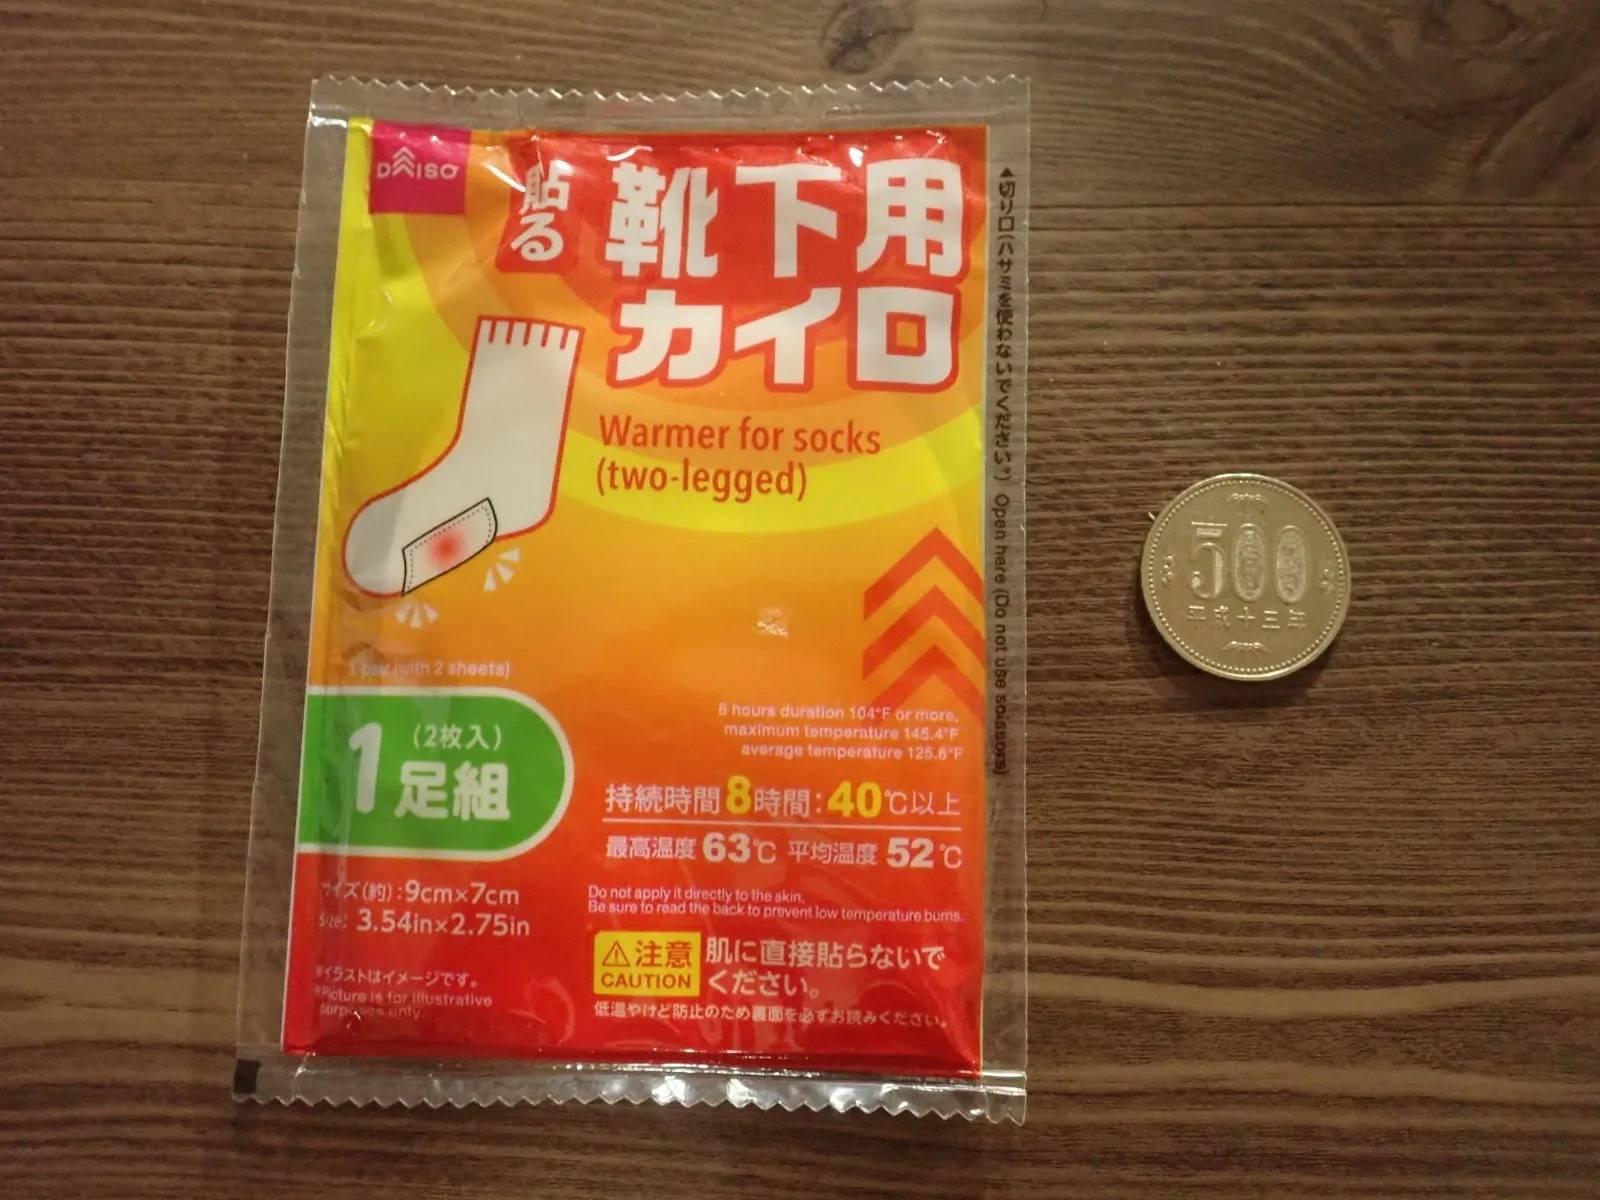 DAISO
貼る
靴下用
カイロ
Warmer for socks
(two-legged)
1 pair (with 2 sheets)
1足組
(2枚入)
8 hours duration 104°F or more,
maximum temperature 145.4°F
average temperature 125.6°F
持続時間8時間:40℃以上
最高温度63℃ 平均温度52℃
サイズ(約):9cm×7cm
size: 3.54in×2.75in
Do not apply it directly to the skin.
Be sure to read the back to prevent low temperature burns.
注意
CAUTION
肌に直接貼らないで
ください。
低温やけど防止のため裏面を必ずお読みください。
※イラストはイメージです。
※Picture is for illustrative
purposes only.
▲切り口(ハサミを使わないでください。) Open here (Do not use scissors)
500
平成十三年